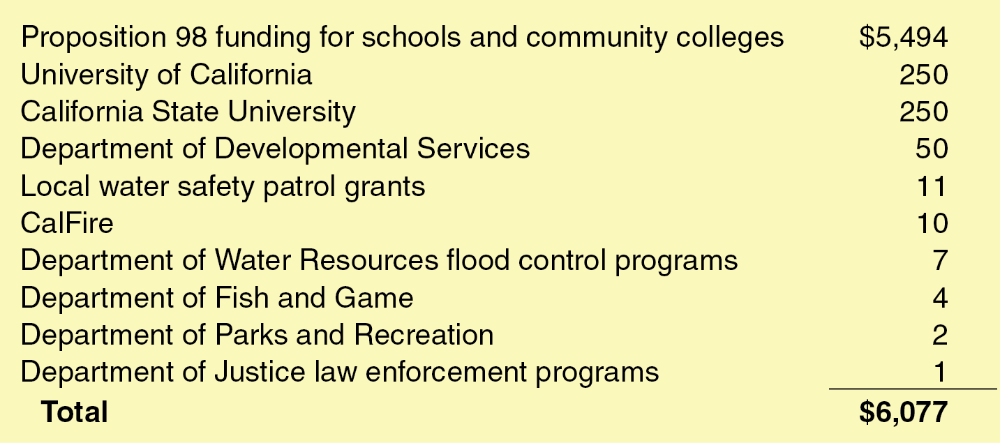 Proposition 98 funding for schools and community colleges $5,494
University of California 250
California State University 250
Department of Developmental Services 50
Local water safety patrol grants 11
CalFire 10
Department of Water Resources flood control programs 7
Department of Fish and Game 4
Department of Parks and Recreation 2
Department of Justice law enforcement programs 1
Total $6,077